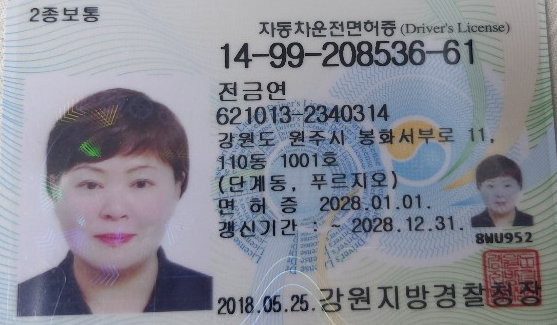 2종보통
자동차운전면허증 (Driver's License)
14-99-208536-61
전금연
621013-2340314
강원도 원주시 봉화서부로 11,
110동 1001호
(단계동, 푸르지오)
면 허 증 2028.01.01.
갱신기간 : ~ 2028.12.31.
8WU952
2018.05.25. 강원지방경찰청장